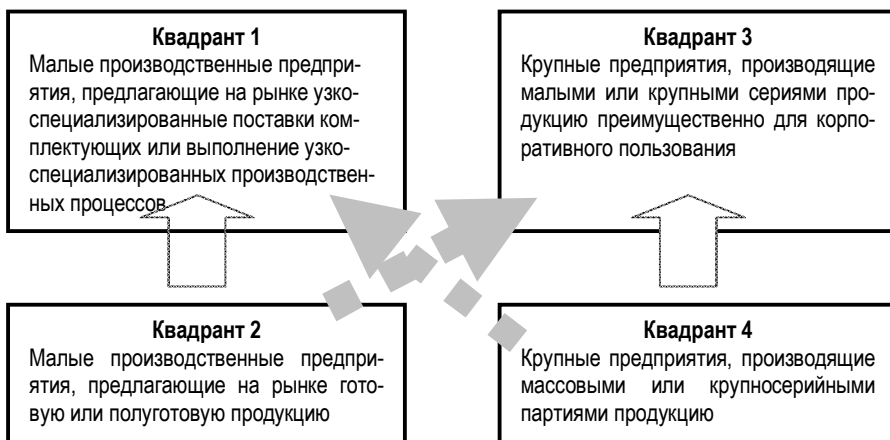 Квадрант 1
Малые производственные предпри-
ятия, предлагающие на рынке узко-
специализированные поставки ком-
плектующих или выполнение узко-
специализированных производствен-
ных процессов
Квадрант 3
Крупные предприятия, производящие
малыми или крупными сериями про-
дукцию преимущественно для корпо-
ративного пользования
Квадрант 2
Малые производственные предпри-
ятия, предлагающие на рынке гото-
вую или полуготовую продукцию
Квадрант 4
Крупные предприятия, производящие
массовыми или крупносерийными
партиями продукцию